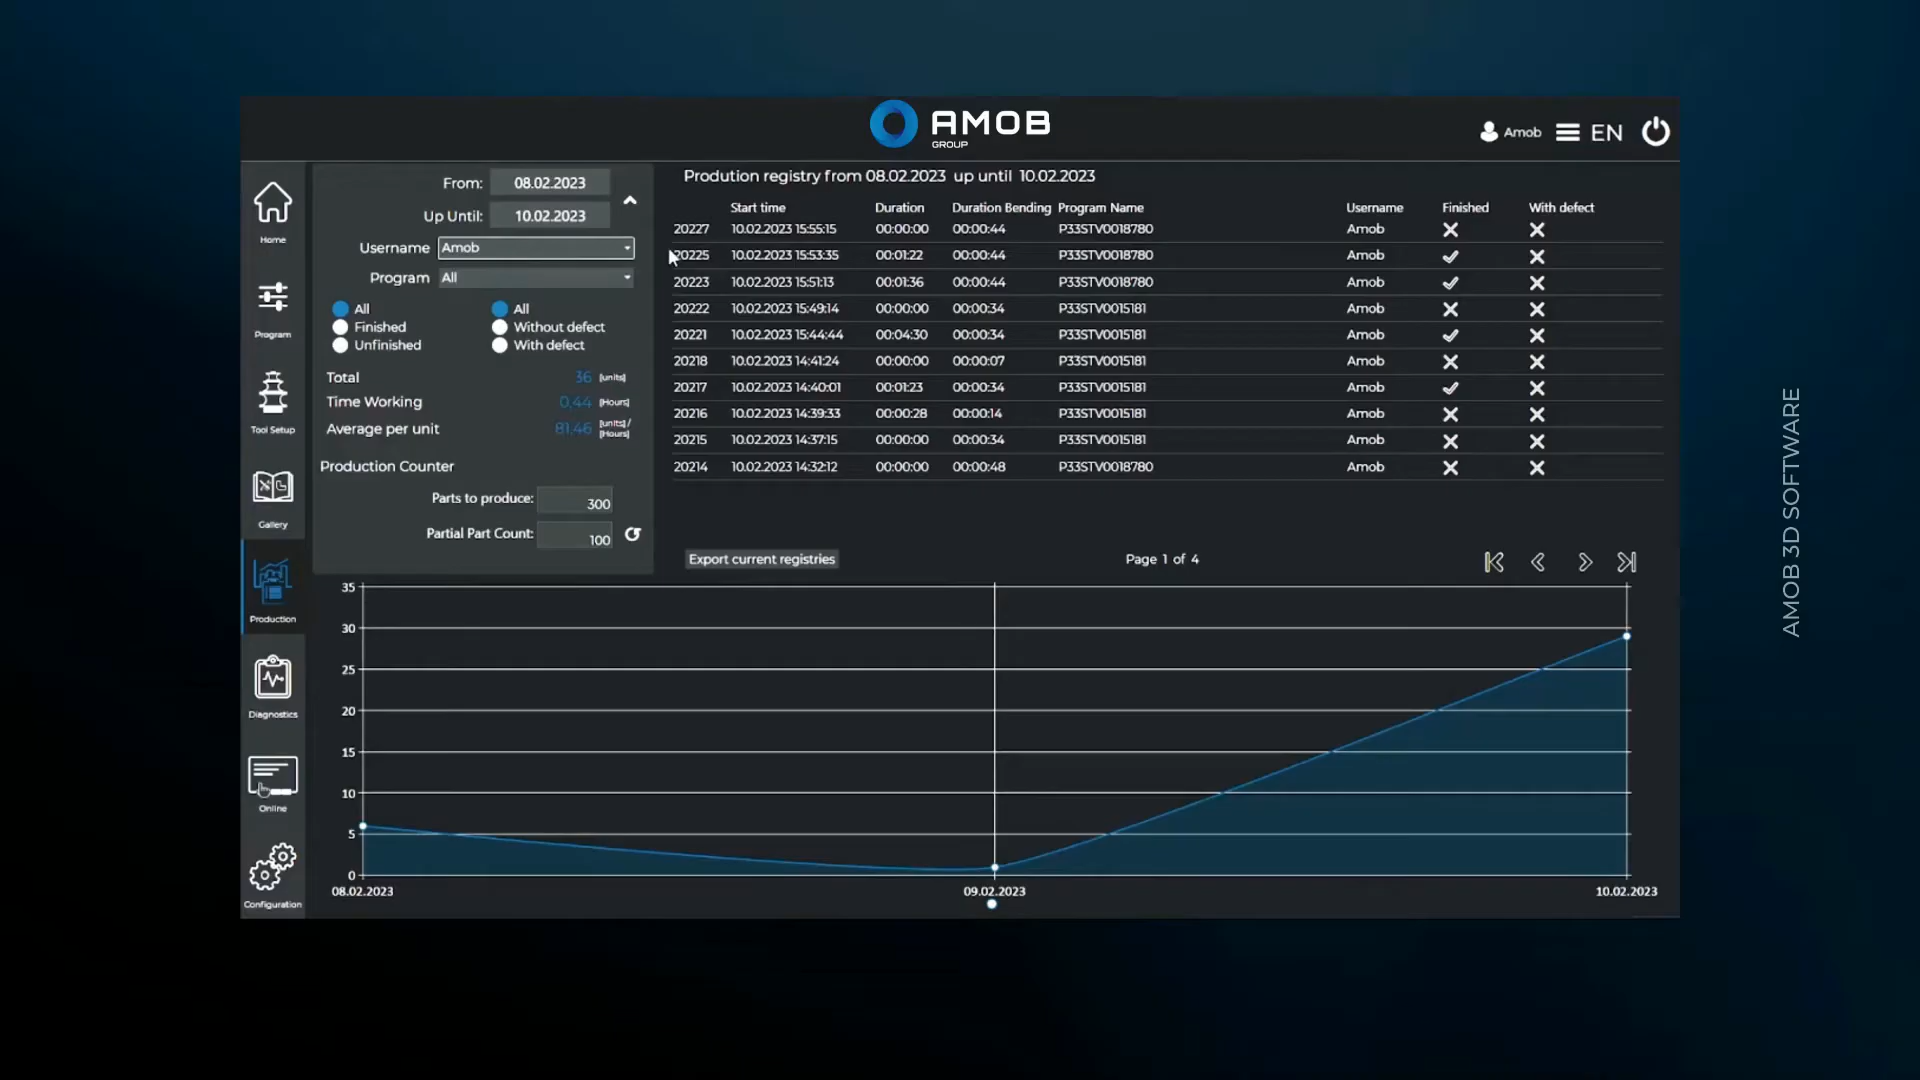 AMOB
GROUP
Amob EN
Home
Program
Tool Setup
Gallery
Production
Diagnostics
Online
Configuration
From: 08.02.2023
Up Until: 10.02.2023
Username Amob
Program All
All All
Finished Without defect
Unfinished With defect
Total 36 [units]
Time Working 0,44 [Hours]
Average per unit 81.46 [units] / [Hours]
Production Counter
Parts to produce: 300
Partial Part Count: 100
Prodution registry from 08.02.2023 up until 10.02.2023
Start time Duration Duration Bending Program Name Username Finished With defect
20227 10.02.2023 15:55:15 00:00:00 00:00:44 P33STV0018780 Amob
20225 10.02.2023 15:53:35 00:01:22 00:00:44 P33STV0018780 Amob
20223 10.02.2023 15:51:13 00:01:36 00:00:44 P33STV0018780 Amob
20222 10.02.2023 15:49:14 00:00:00 00:00:34 P33STV0015181 Amob
20221 10.02.2023 15:44:44 00:04:30 00:00:34 P33STV0015181 Amob
20218 10.02.2023 14:41:24 00:00:00 00:00:07 P33STV0015181 Amob
20217 10.02.2023 14:40:01 00:01:23 00:00:34 P33STV0015181 Amob
20216 10.02.2023 14:39:33 00:00:28 00:00:14 P33STV0015181 Amob
20215 10.02.2023 14:37:15 00:00:00 00:00:34 P33STV0015181 Amob
20214 10.02.2023 14:32:12 00:00:00 00:00:48 P33STV0018780 Amob
Export current registries Page 1 of 4
35
30
25
20
15
10
5
0
08.02.2023 09.02.2023 10.02.2023
AMOB 3D SOFTWARE